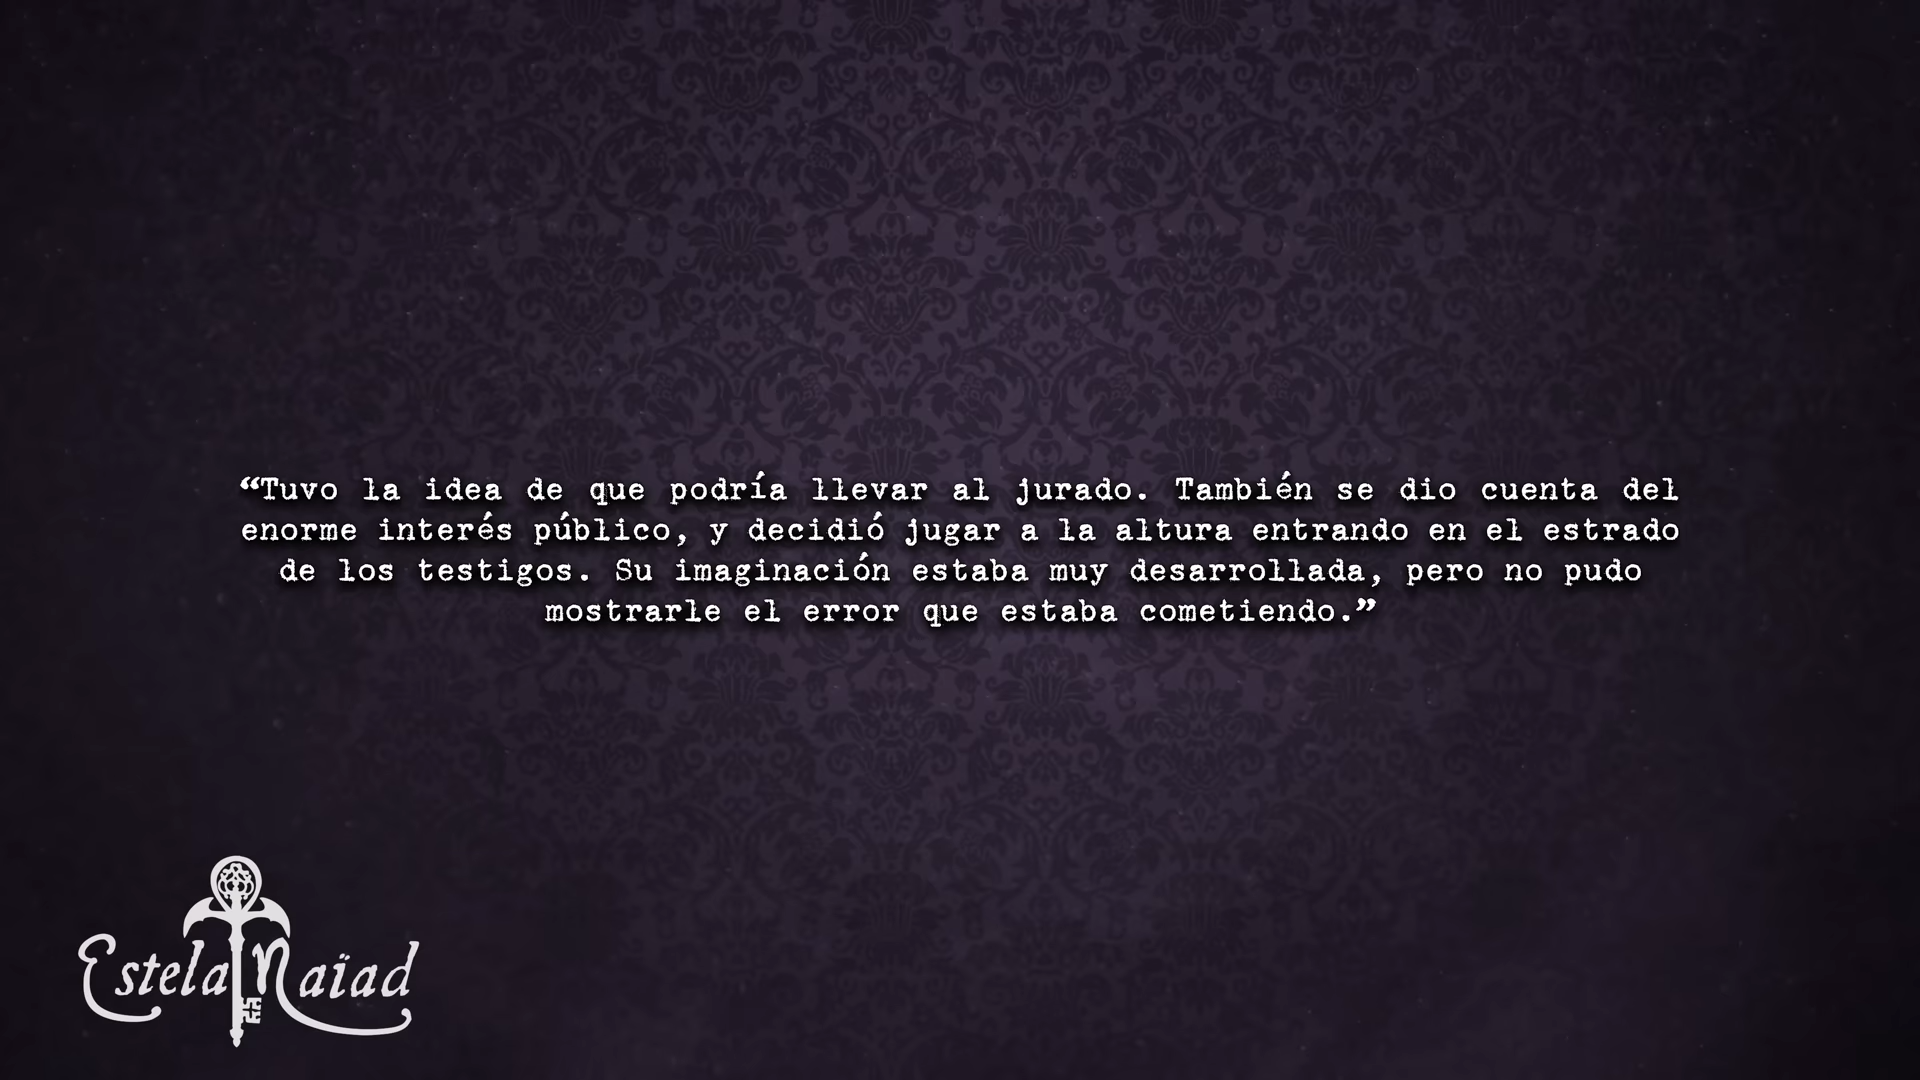 “Tuvo la idea de que podría llevar al jurado. También se dio cuenta del
enorme interés público, y decidió jugar a la altura entrando en el estrado
de los testigos. Su imaginación estaba muy desarrollada, pero no pudo
mostrarle el error que estaba cometiendo.”
Estela Naïad